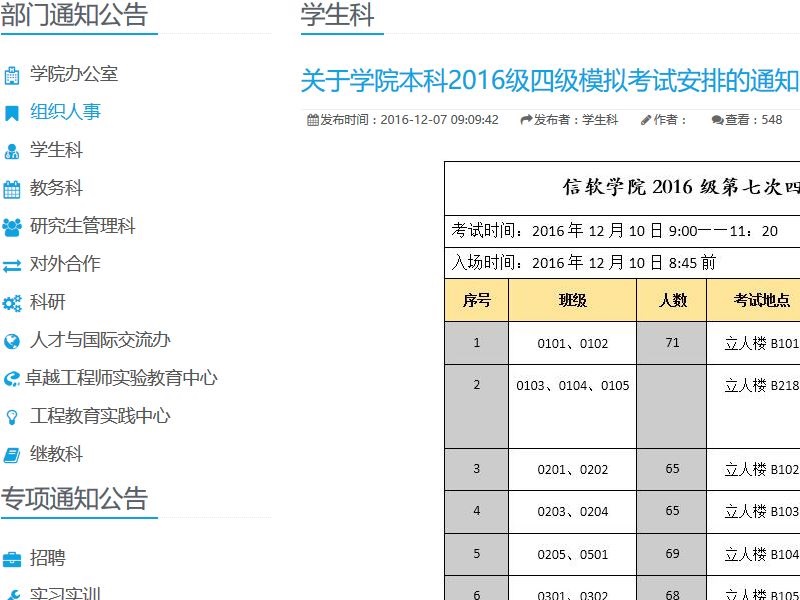 部门通知公告
学院办公室
组织人事
学生科
教务科
研究生管理科
对外合作
科研
人才与国际交流办
卓越工程师实验教育中心
工程教育实践中心
继教科
专项通知公告
招聘
实习实训
学生科
关于学院本科2016级四级模拟考试安排的通知
发布时间：2016-12-07 09:09:42 发布者：学生科 作者： 查看：548
信软学院 2016 级第七次四
考试时间：2016 年 12 月 10 日 9:00——11：20
入场时间：2016 年 12 月 10 日 8:45 前
序号 班级 人数 考试地点
1 0101、0102 71 立人楼 B101
2 0103、0104、0105 立人楼 B218
3 0201、0202 65 立人楼 B102
4 0203、0204 65 立人楼 B103
5 0205、0501 69 立人楼 B104
6 0301、0302 68 立人楼 B105